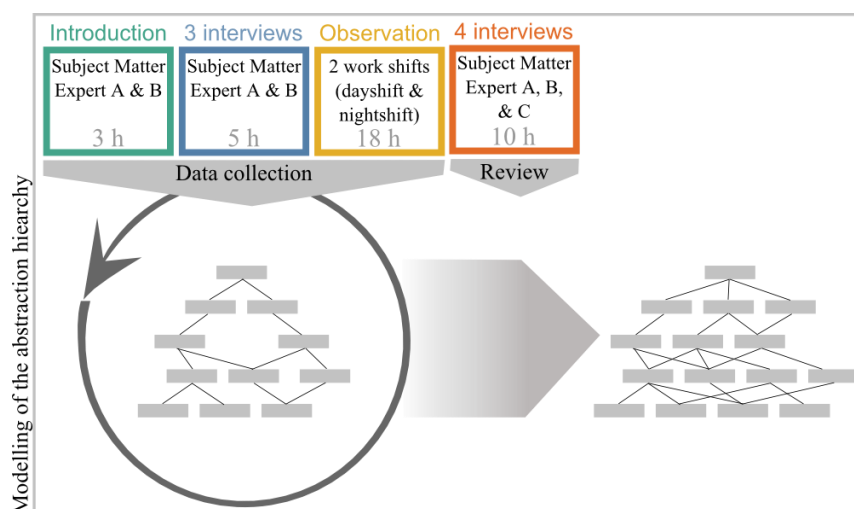 Introduction
3 interviews
Observation
4 interviews
Subject Matter
Expert A & B
3 h
Subject Matter
Expert A & B
5 h
2 work shifts
(dayshift &
nightshift)
18 h
Subject Matter
Expert A, B,
& C
10 h
Data collection
Review
Modelling of the abstraction hiearchy